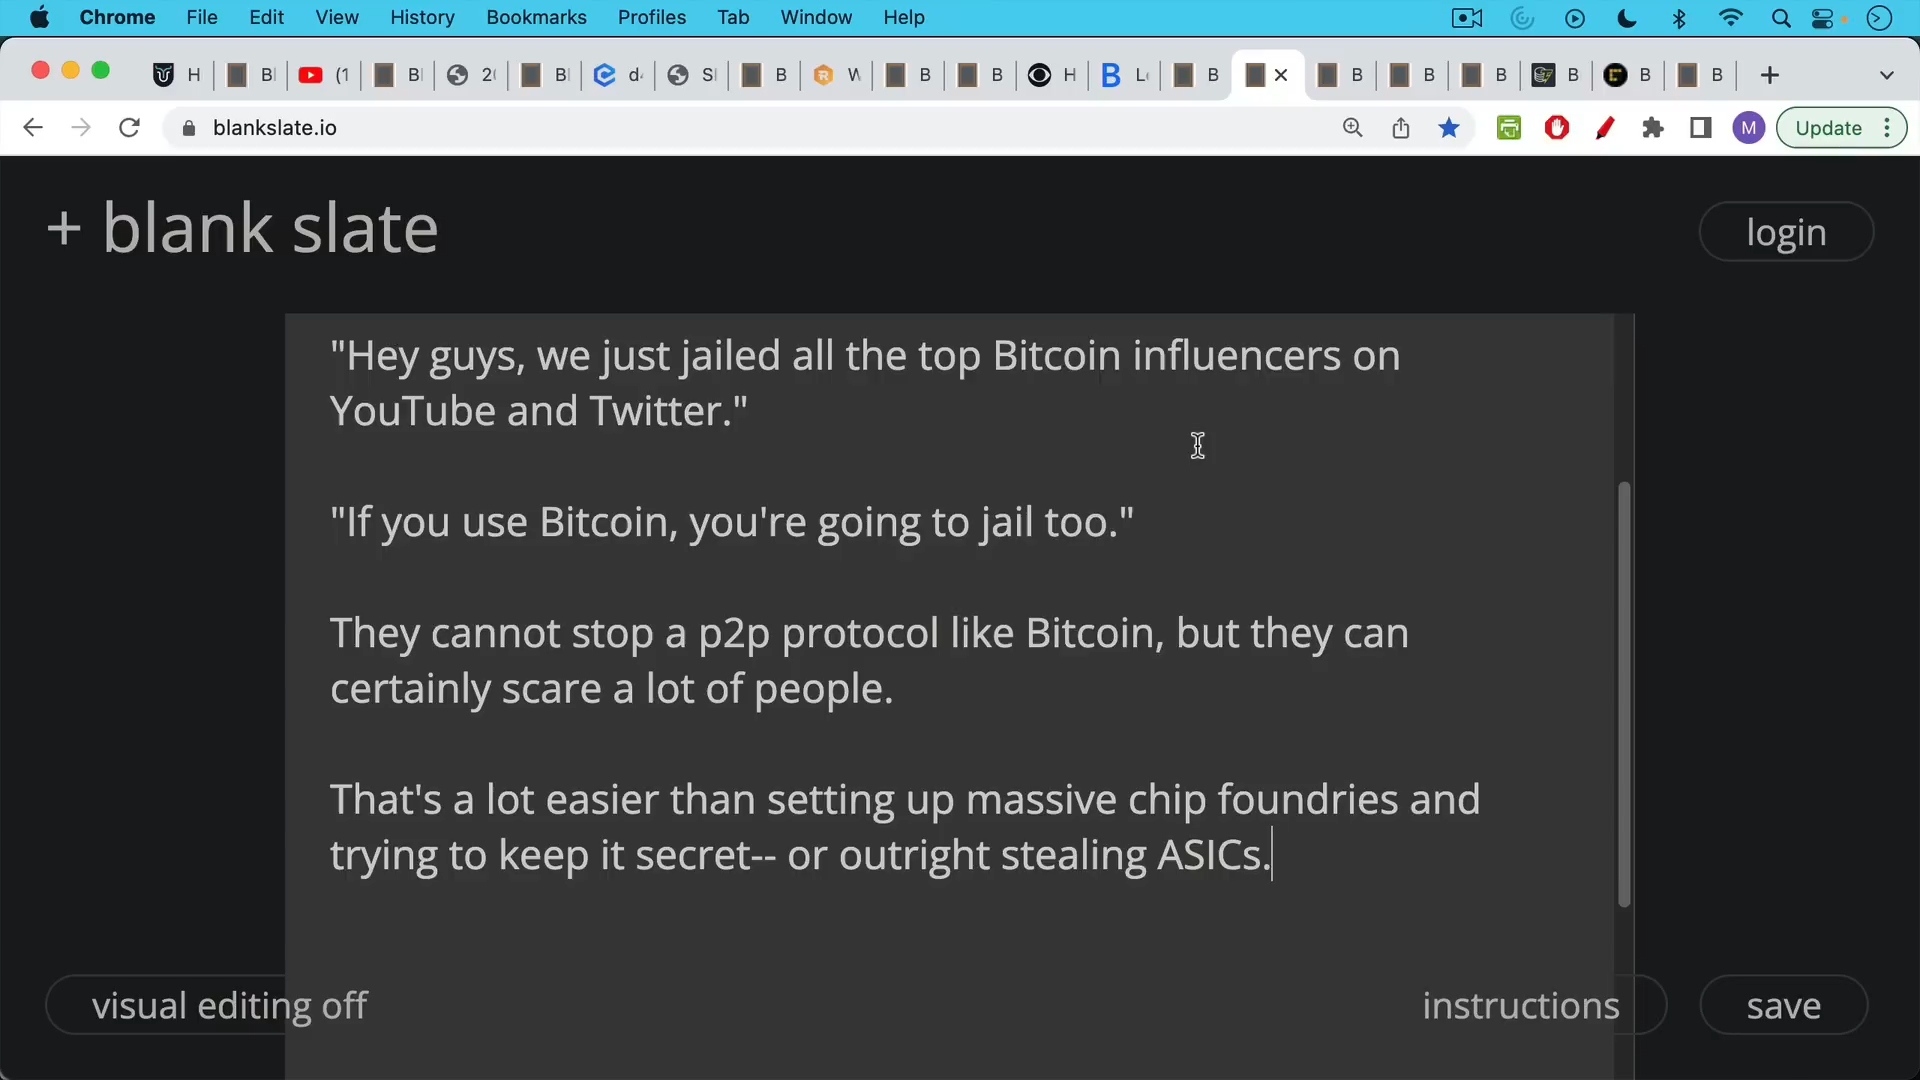 Chrome File Edit View History Bookmarks Profiles Tab Window Help
H B (1 B 2 B d S B W B B H L B B B B B B B
blankslate.io M Update
+ blank slate login
"Hey guys, we just jailed all the top Bitcoin influencers on
YouTube and Twitter."
"If you use Bitcoin, you're going to jail too."
They cannot stop a p2p protocol like Bitcoin, but they can
certainly scare a lot of people.
That's a lot easier than setting up massive chip foundries and
trying to keep it secret-- or outright stealing ASICs.
visual editing off instructions save